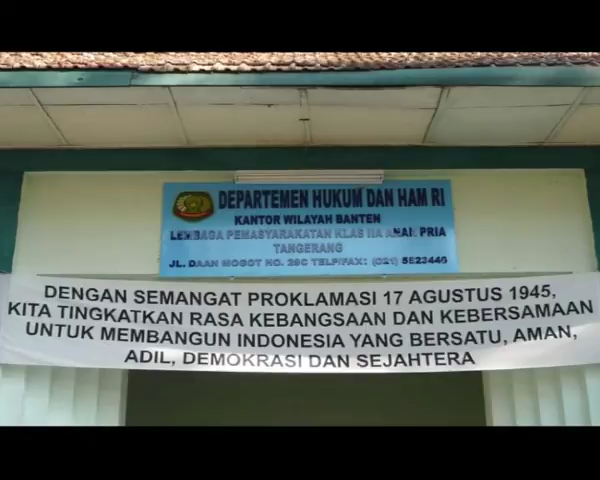 DEPARTEMEN HUKUM DAN HAM RI
KANTOR WILAYAH BANTEN
LEMBAGA PEMASYARAKATAN KLAS IIA ANAK PRIA
TANGERANG
JL. DAAN MOGOT NO. 29C TELP/FAX: (021) 5523446
DENGAN SEMANGAT PROKLAMASI 17 AGUSTUS 1945,
KITA TINGKATKAN RASA KEBANGSAAN DAN KEBERSAMAAN
UNTUK MEMBANGUN INDONESIA YANG BERSATU, AMAN,
ADIL, DEMOKRASI DAN SEJAHTERA